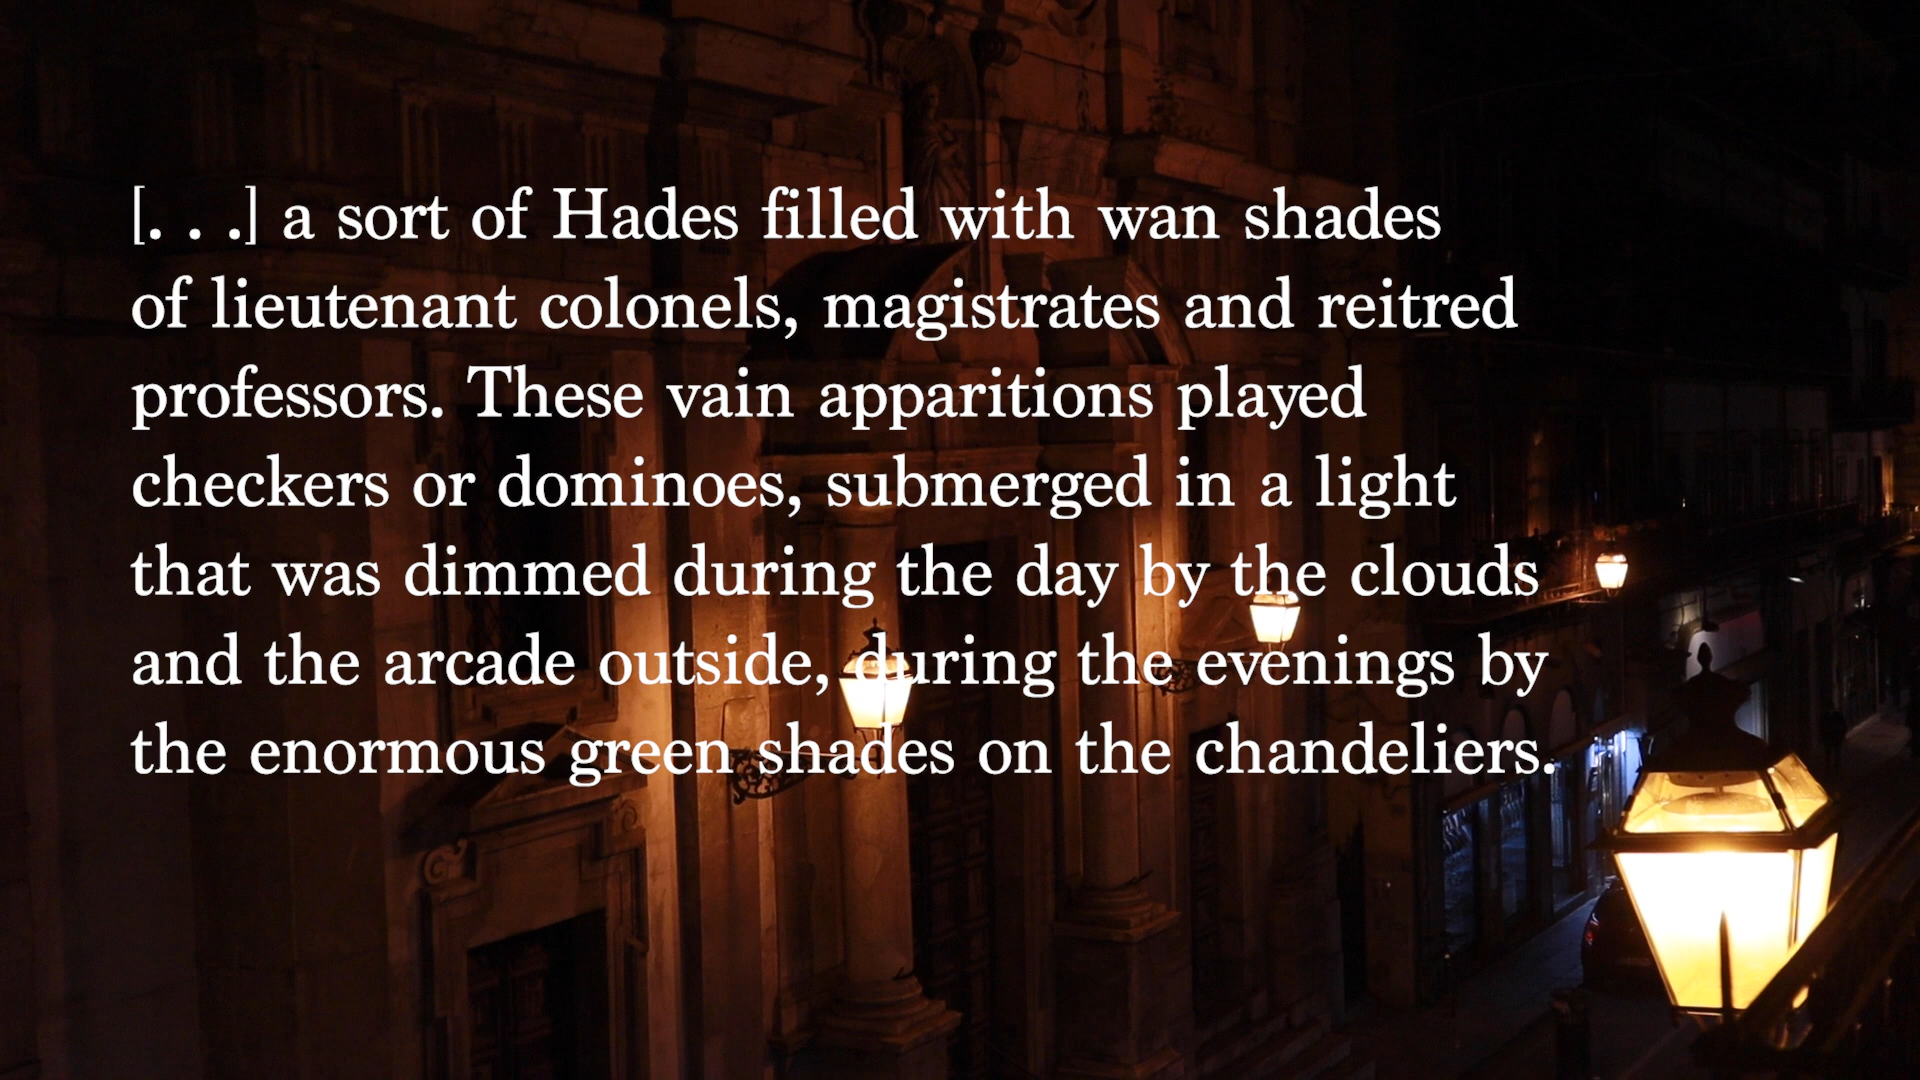 [. . .] a sort of Hades filled with wan shades
of lieutenant colonels, magistrates and reitred
professors. These vain apparitions played
checkers or dominoes, submerged in a light
that was dimmed during the day by the clouds
and the arcade outside, during the evenings by
the enormous green shades on the chandeliers.